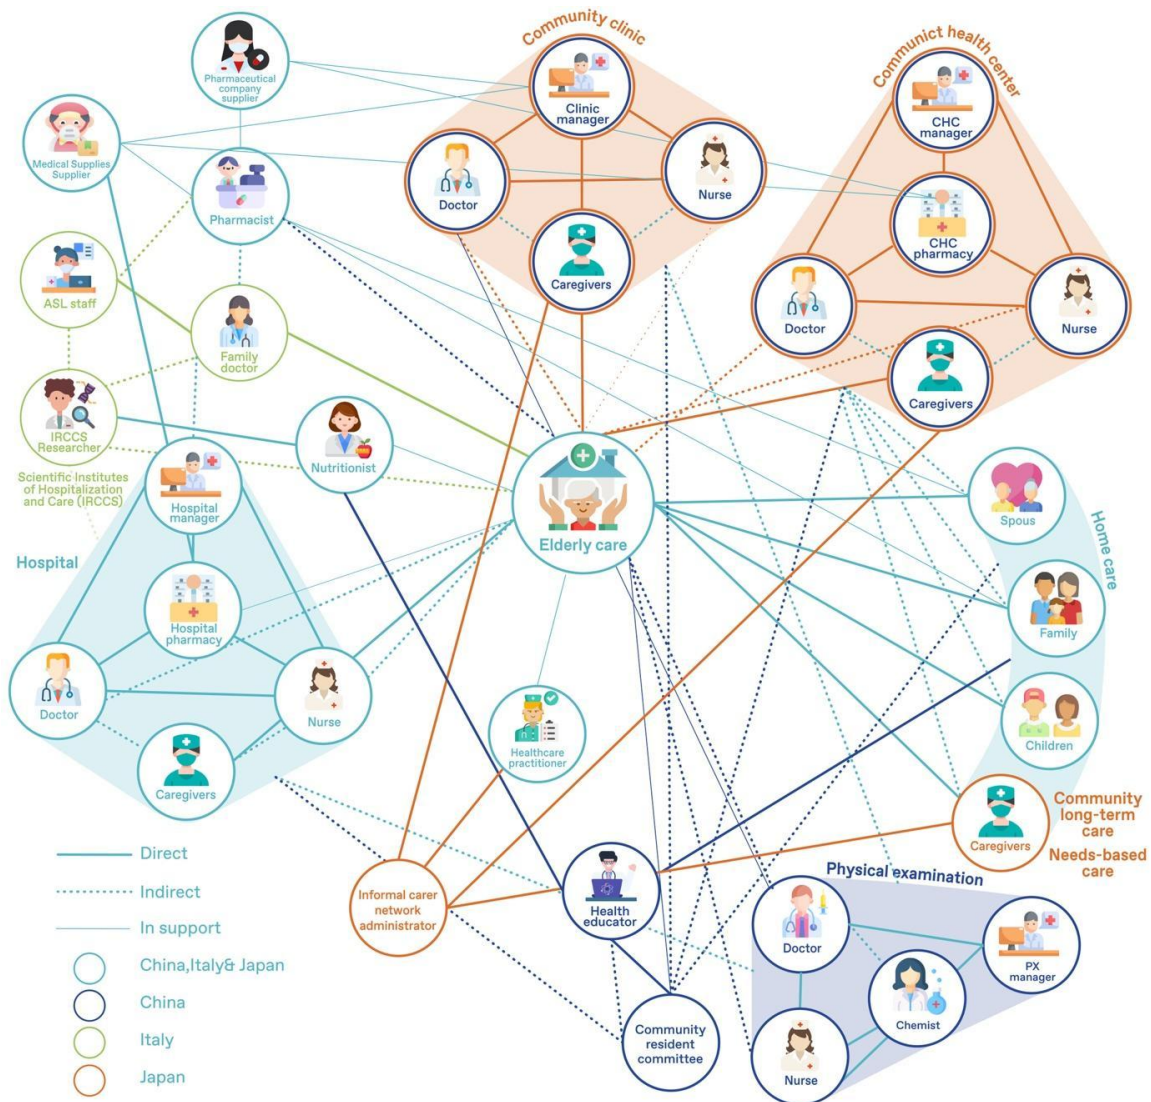 Community clinic
Communict health center
Pharmaceutical
company
supplier
Clinic
manager
CHC
manager
Medical Supplies
Supplier
Pharmacist
Doctor
Nurse
CHC
pharmacy
Caregivers
ASL staff
Doctor
Nurse
Family
doctor
Caregivers
IRCCS
Researcher
Nutritionist
Scientific Institutes
of Hospitalization
and Care (IRCCS)
Hospital
manager
Elderly care
Spous
Home care
Hospital
Hospital
pharmacy
Family
Doctor
Nurse
Children
Healthcare
practitioner
Caregivers
Caregivers
Community
long-term
care
Needs-based
care
Direct
Indirect
In support
China,Italy& Japan
China
Italy
Japan
Informal carer
network
administrator
Health
educator
Physical examination
Doctor
PX
manager
Chemist
Community
resident
committee
Nurse